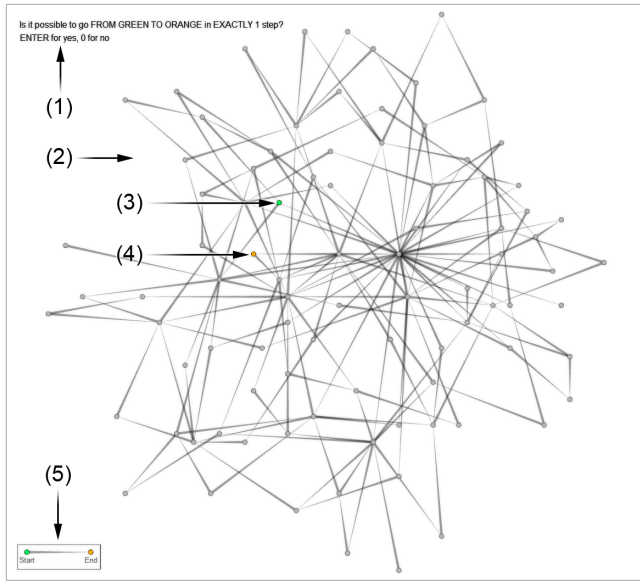 Is it possible to go FROM GREEN TO ORANGE in EXACTLY 1 step?
ENTER for yes, 0 for no
(1)
(2)
(3)
(4)
(5)
Start End